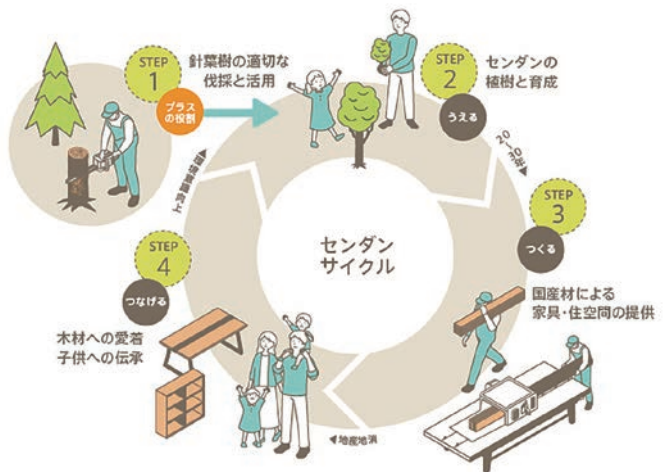 STEP
1
プラス
の役割
針葉樹の適切な
伐採と活用
STEP
2
うえる
センダンの
植樹と育成
20〜30年▶
STEP
3
つくる
国産材による
家具・住空間の提供
◀地産地消
STEP
4
つなげる
木材への愛着
子供への伝承
センダン
サイクル